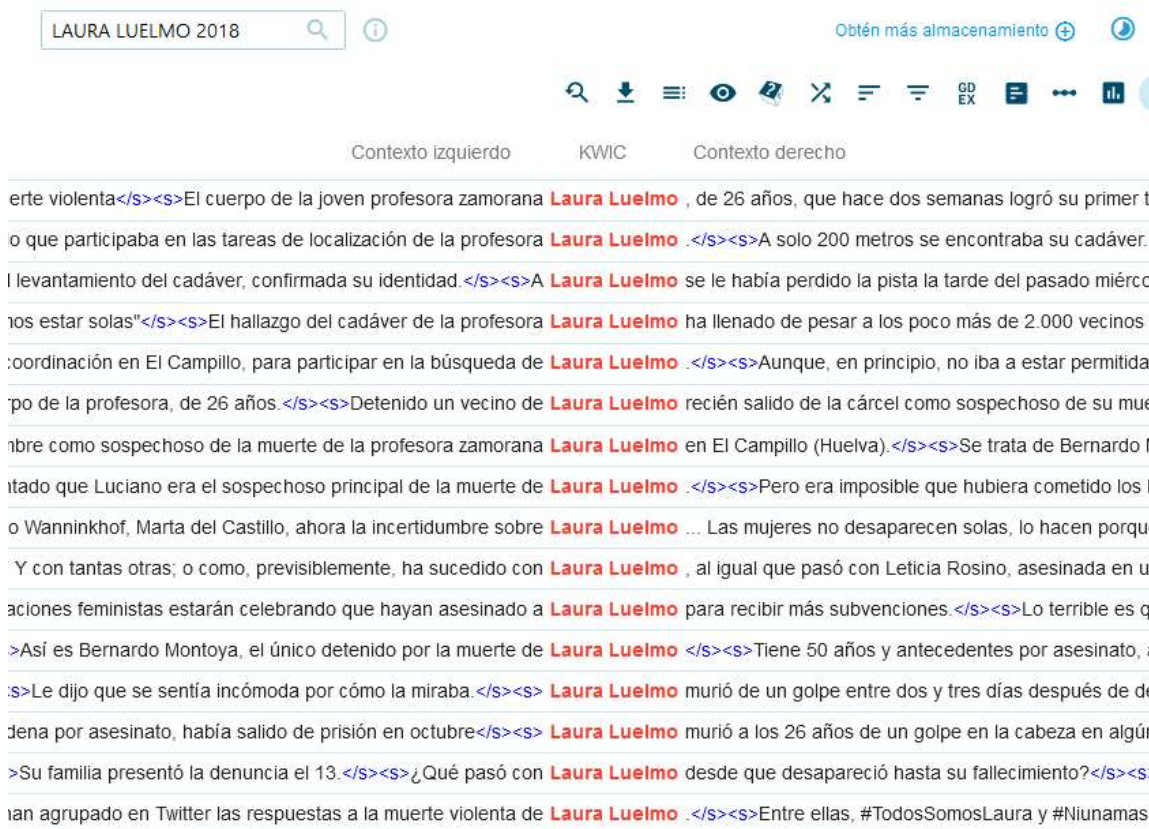 LAURA LUELMO 2018
Obtén más almacenamiento
GD
EX
Contexto izquierdo KWIC Contexto derecho
erte violenta</s><s>El cuerpo de la joven profesora zamorana Laura Luelmo , de 26 años, que hace dos semanas logró su primer t
o que participaba en las tareas de localización de la profesora Laura Luelmo .</s><s>A solo 200 metros se encontraba su cadáver.
l levantamiento del cadáver, confirmada su identidad.</s><s>A Laura Luelmo se le había perdido la pista la tarde del pasado miérco
nos estar solas"</s><s>El hallazgo del cadáver de la profesora Laura Luelmo ha llenado de pesar a los poco más de 2.000 vecinos
coordinación en El Campillo, para participar en la búsqueda de Laura Luelmo .</s><s>Aunque, en principio, no iba a estar permitida
rpo de la profesora, de 26 años.</s><s>Detenido un vecino de Laura Luelmo recién salido de la cárcel como sospechoso de su mue
nbre como sospechoso de la muerte de la profesora zamorana Laura Luelmo en El Campillo (Huelva).</s><s>Se trata de Bernardo
ntado que Luciano era el sospechoso principal de la muerte de Laura Luelmo .</s><s>Pero era imposible que hubiera cometido los
o Wanninkhof, Marta del Castillo, ahora la incertidumbre sobre Laura Luelmo ... Las mujeres no desaparecen solas, lo hacen porqu
Y con tantas otras; o como, previsiblemente, ha sucedido con Laura Luelmo , al igual que pasó con Leticia Rosino, asesinada en u
aciones feministas estarán celebrando que hayan asesinado a Laura Luelmo para recibir más subvenciones.</s><s>Lo terrible es q
>Así es Bernardo Montoya, el único detenido por la muerte de Laura Luelmo </s><s>Tiene 50 años y antecedentes por asesinato,
<s>Le dijo que se sentía incómoda por cómo la miraba.</s><s> Laura Luelmo murió de un golpe entre dos y tres días después de de
dena por asesinato, había salido de prisión en octubre</s><s> Laura Luelmo murió a los 26 años de un golpe en la cabeza en algú
>Su familia presentó la denuncia el 13.</s><s>¿Qué pasó con Laura Luelmo desde que desapareció hasta su fallecimiento?</s><s
han agrupado en Twitter las respuestas a la muerte violenta de Laura Luelmo .</s><s>Entre ellas, #TodosSomosLaura y #Niunamas